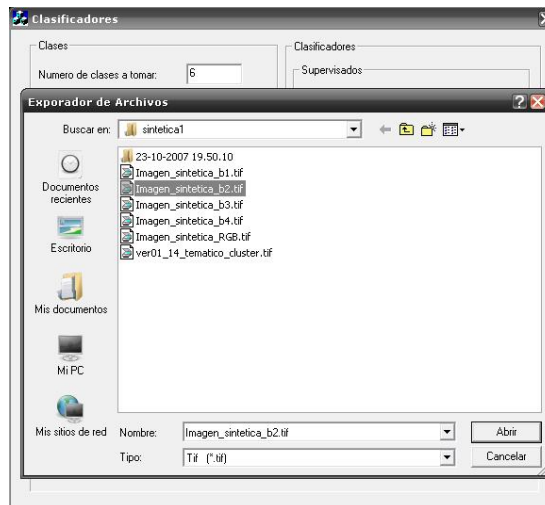 Clasificadores
Clases
Clasificadores
Numero de clases a tomar: 6
Supervisados
Exporador de Archivos
Buscar en: sintetica1
23-10-2007 19.50.10
Imagen_sintetica_b1.tif
Imagen_sintetica_b2.tif
Imagen_sintetica_b3.tif
Imagen_sintetica_b4.tif
Imagen_sintetica_RGB.tif
ver01_14_tematico_cluster.tif
Documentos
recientes
Escritorio
Mis documentos
Mi PC
Mis sitios de red
Nombre: Imagen_sintetica_b2.tif Abrir
Tipo: Tif (*.tif) Cancelar